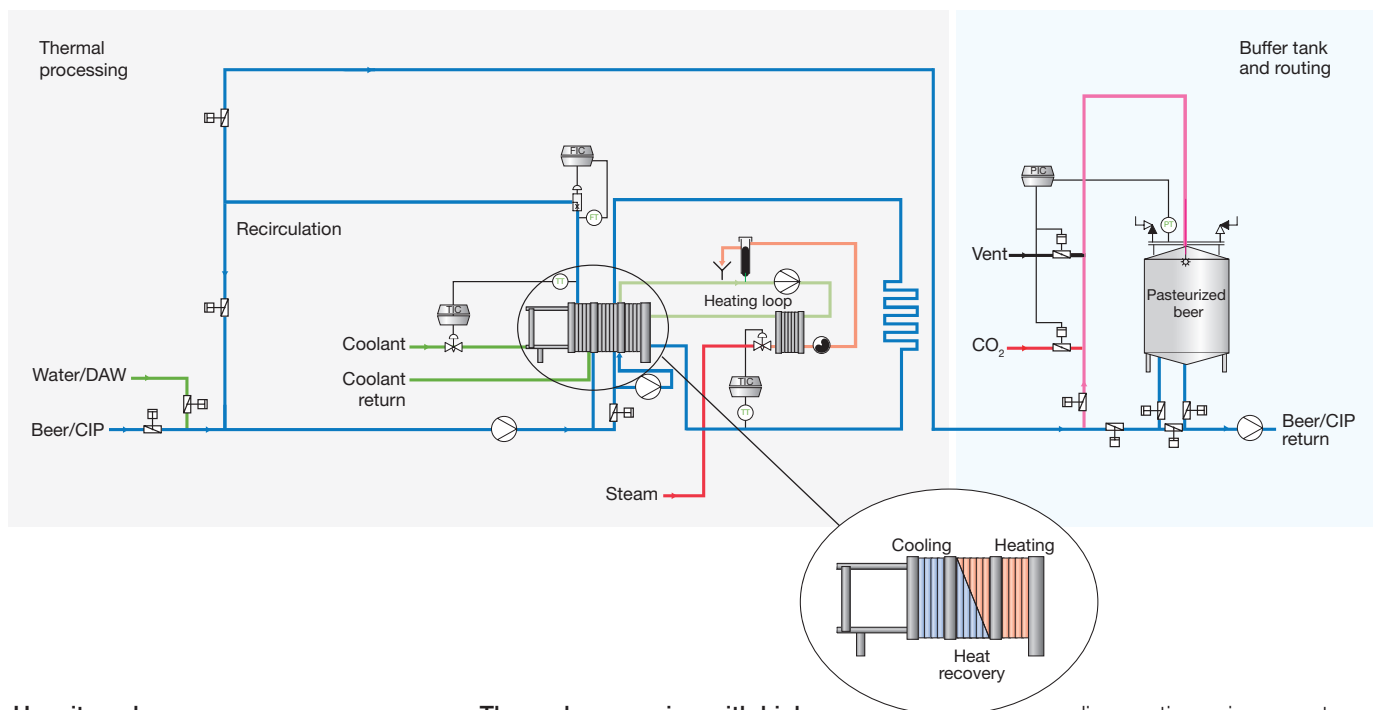 Thermal
processing
Buffer tank
and routing
FIC
FT
Recirculation
PIC
PT
Vent
TT
TIC
Heating loop
Pasteurized
beer
Coolant
CO2
Water/DAW
Coolant
return
TIC
TT
Beer/CIP
Beer/CIP
return
Steam
Cooling
Heating
Heat
recovery